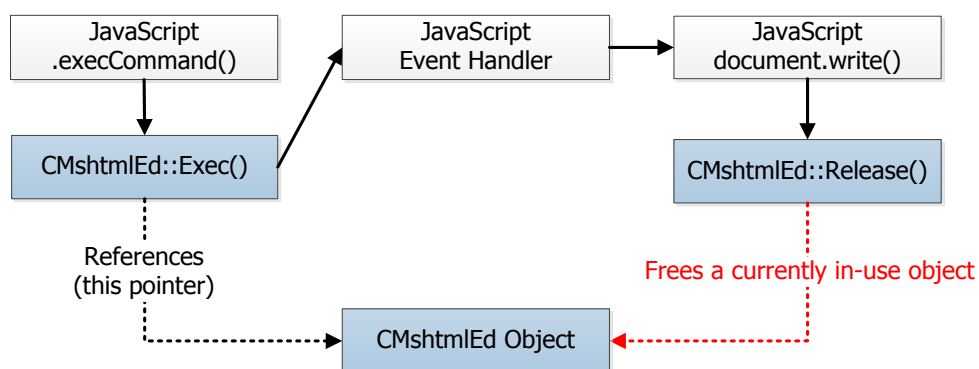 JavaScript
.execCommand()
JavaScript
Event Handler
JavaScript
document.write()
CMshtmlEd::Exec()
CMshtmlEd::Release()
References
(this pointer)
Frees a currently in-use object
CMshtmlEd Object